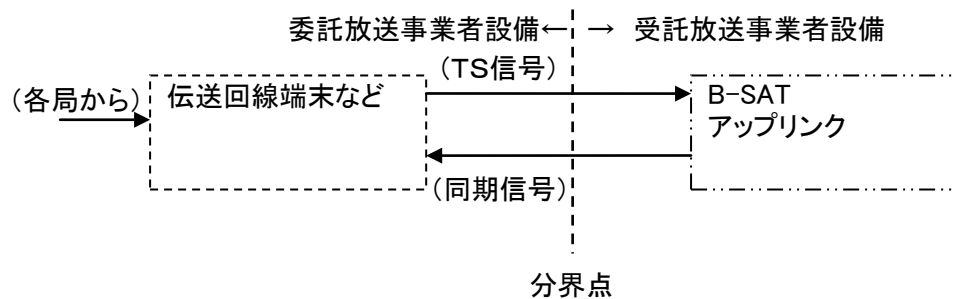 委託放送事業者設備←
→ 受託放送事業者設備
(TS信号)
(各局から)
伝送回線端末など
B-SAT
アップリンク
(同期信号)
分界点